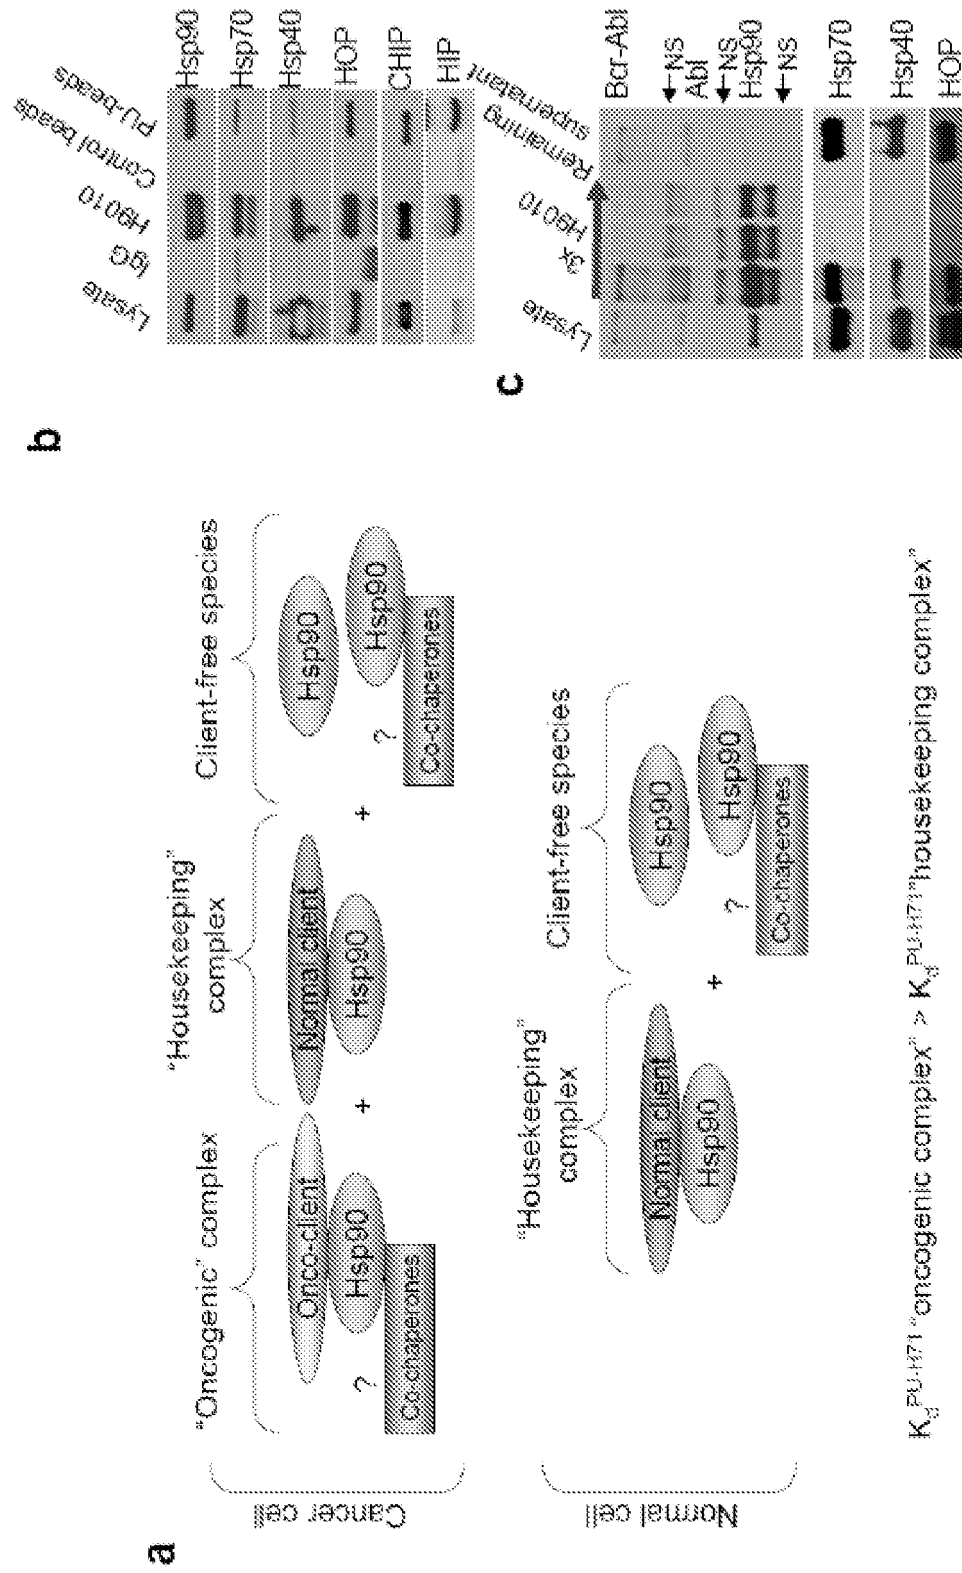 a
Cancer cell
"Oncogenic" complex
Onco-client
Hsp90
?
Co-chaperones
+
"Housekeeping"
complex
Normal client
Hsp90
+
Client-free species
Hsp90
Hsp90
?
Co-chaperones
Normal cell
"Housekeeping"
complex
Normal client
Hsp90
+
Client-free species
Hsp90
Hsp90
?
Co-chaperones
Kd PU-H71 "oncogenic complex" > Kd PU-H71 "housekeeping complex"
b
Lysate
IgG
H9010
Control beads
PU-beads
Hsp90
Hsp70
Hsp40
HOP
CHIP
HIP
c
Lysate
3x
H9010
Remaining
supernatant
Bcr-Abl
NS
Abl
NS
Hsp90
NS
Hsp70
Hsp40
HOP